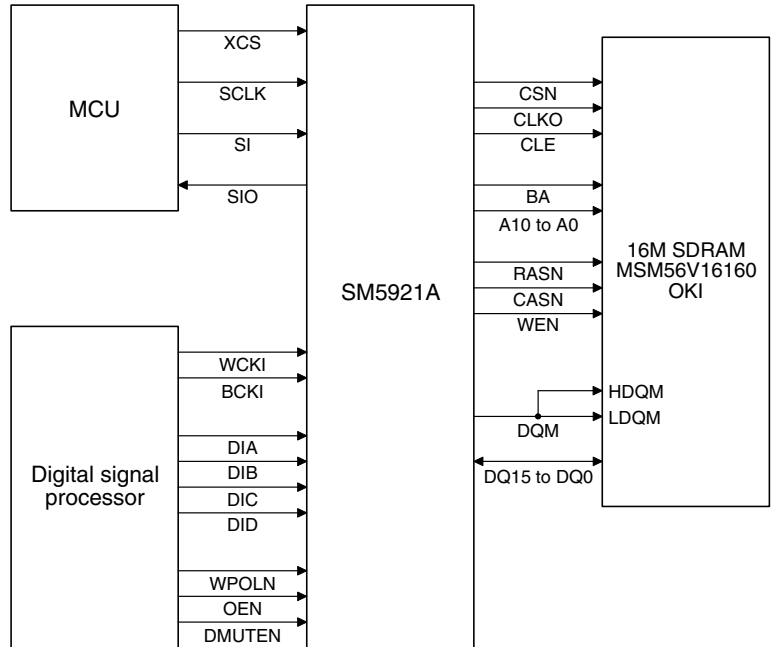 MCU
XCS
SCLK
SI
SIO
SM5921A
CSN
CLKO
CLE
BA
A10 to A0
RASN
CASN
WEN
DQM
DQ15 to DQ0
16M SDRAM
MSM56V16160
OKI
HDQM
LDQM
Digital signal
processor
WCKI
BCKI
DIA
DIB
DIC
DID
WPOLN
OEN
DMUTEN